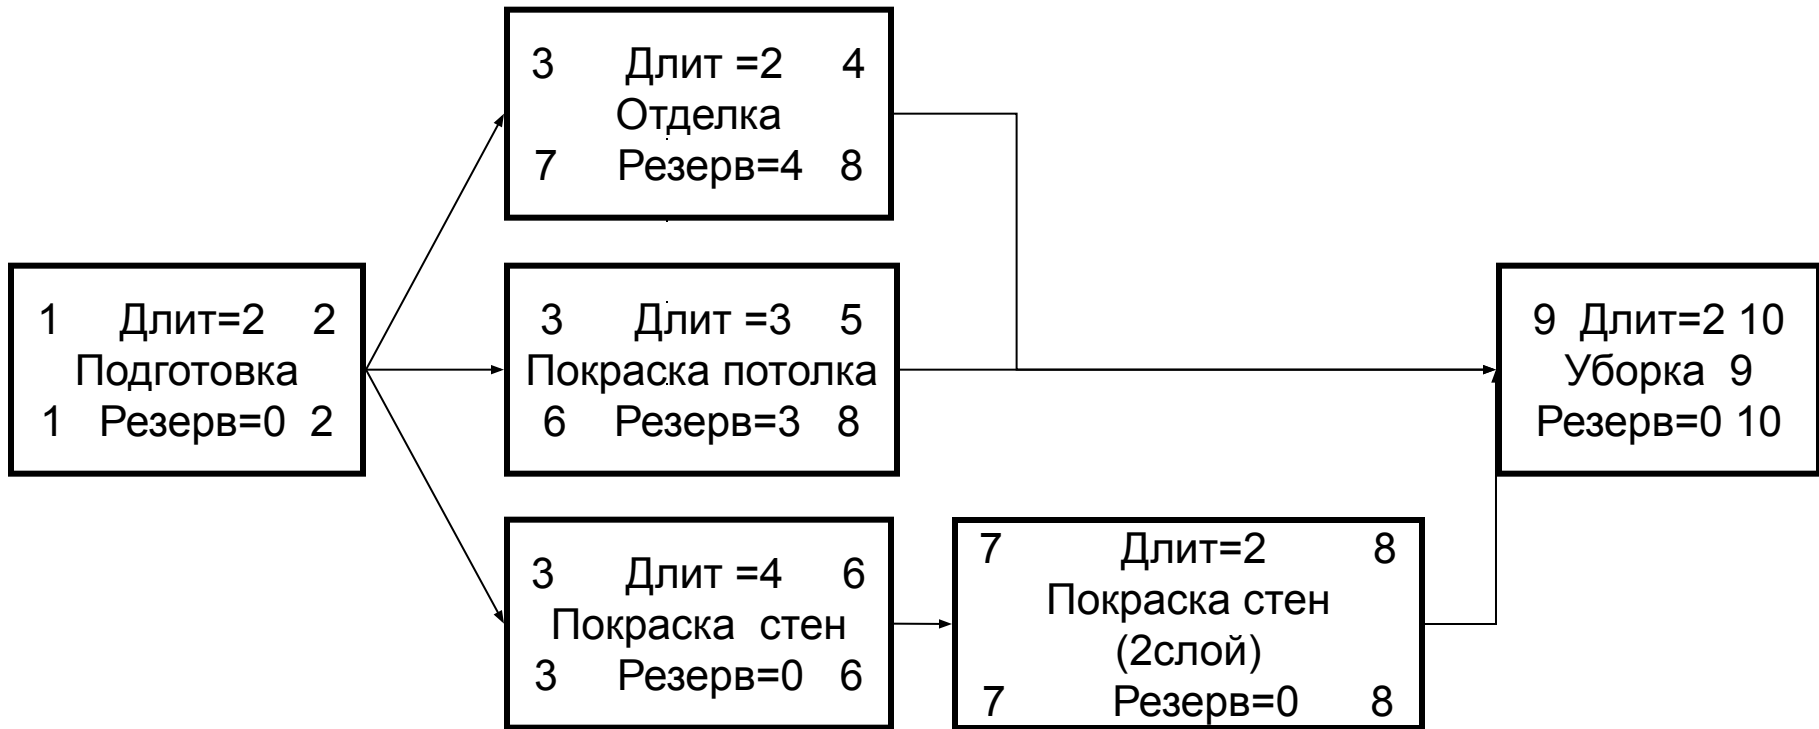 3 Длит =2 4
Отделка
7 Резерв=4 8
1 Длит=2 2
Подготовка
1 Резерв=0 2
3 Длит =3 5
Покраска потолка
6 Резерв=3 8
9 Длит=2 10
Уборка 9
Резерв=0 10
3 Длит =4 6
Покраска стен
3 Резерв=0 6
7 Длит=2 8
Покраска стен
(2слой)
7 Резерв=0 8